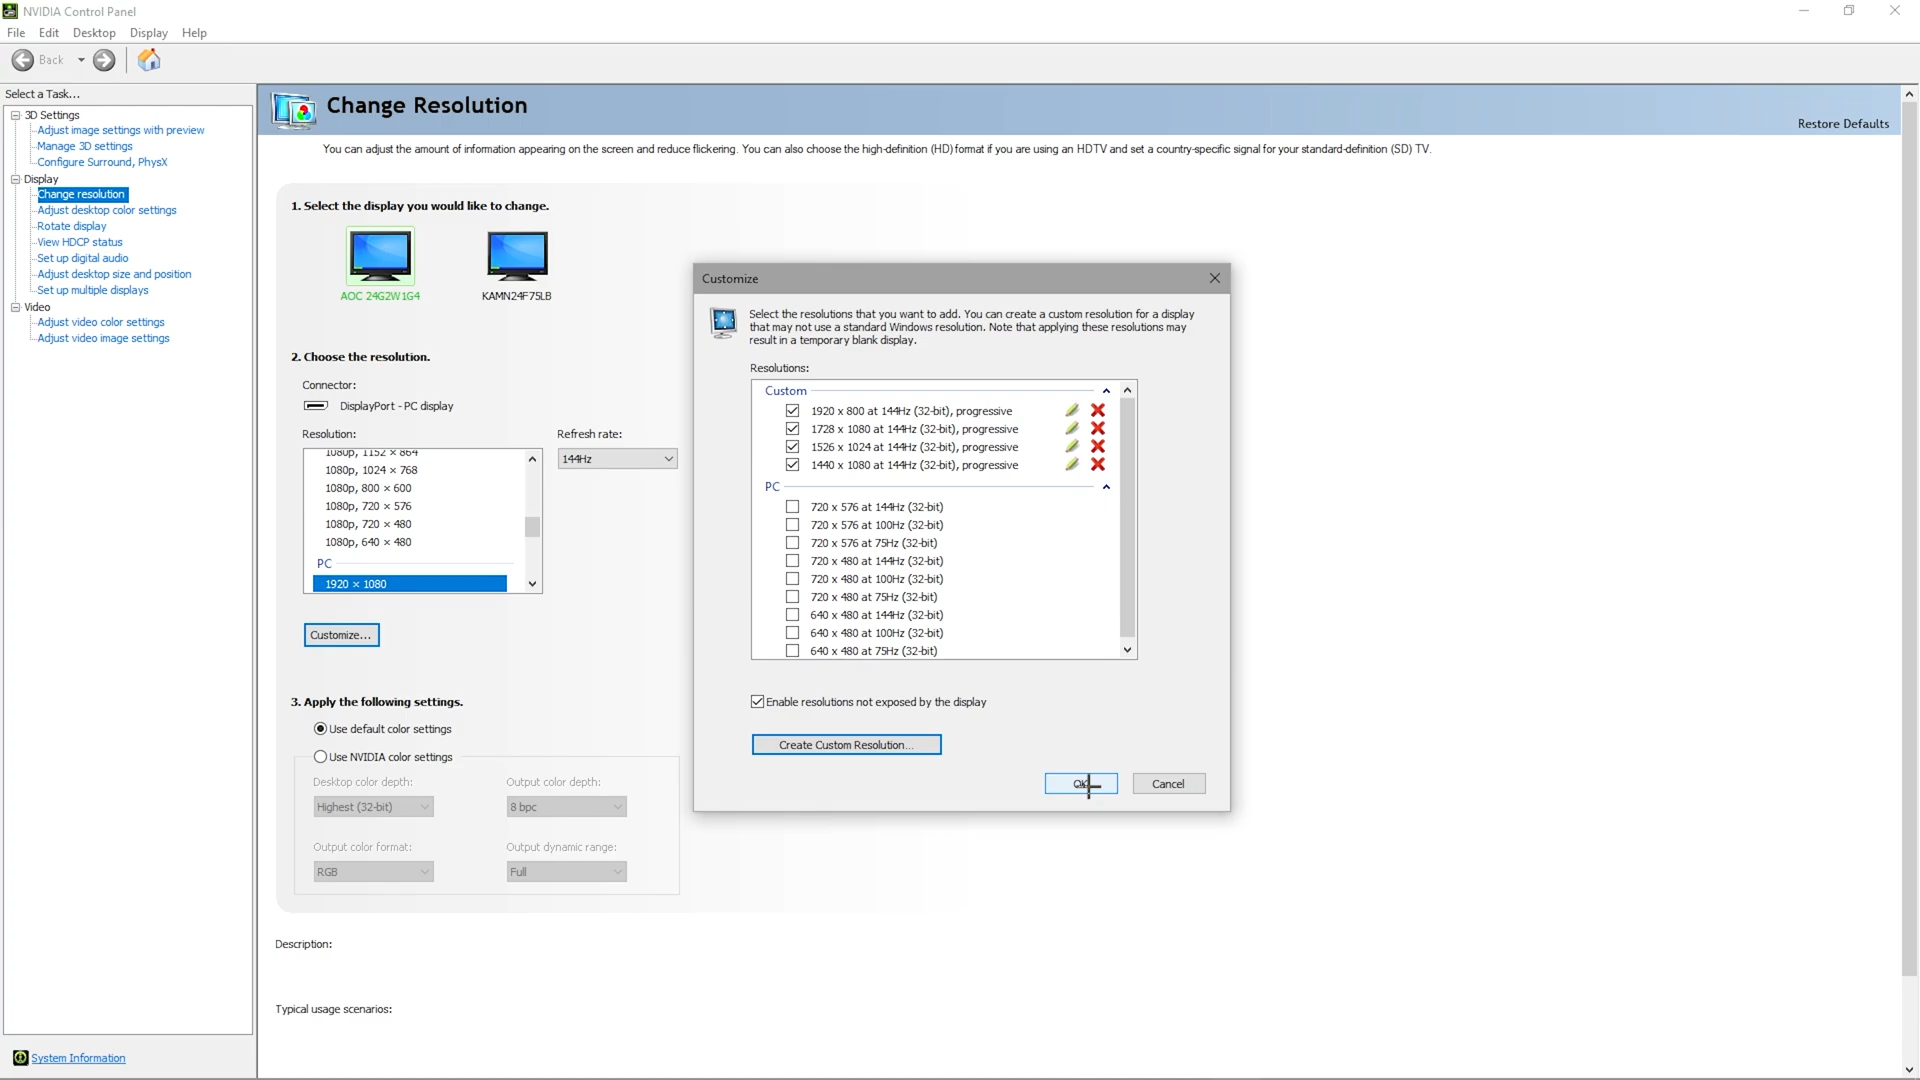 NVIDIA Control Panel
File Edit Desktop Display Help
Back
Select a Task...
3D Settings
Adjust image settings with preview
Manage 3D settings
Configure Surround, PhysX
Display
Change resolution
Adjust desktop color settings
Rotate display
View HDCP status
Set up digital audio
Adjust desktop size and position
Set up multiple displays
Video
Adjust video color settings
Adjust video image settings
System Information
Change Resolution
Restore Defaults
You can adjust the amount of information appearing on the screen and reduce flickering. You can also choose the high-definition (HD) format if you are using an HDTV and set a country-specific signal for your standard-definition (SD) TV.
1. Select the display you would like to change.
AOC 24G2W1G4
KAMN24F75LB
2. Choose the resolution.
Connector:
DisplayPort - PC display
Resolution:
1080p, 1152 × 864
1080p, 1024 × 768
1080p, 800 × 600
1080p, 720 × 576
1080p, 720 × 480
1080p, 640 × 480
PC
1920 × 1080
Refresh rate:
144Hz
Customize...
3. Apply the following settings.
Use default color settings
Use NVIDIA color settings
Desktop color depth:
Highest (32-bit)
Output color depth:
8 bpc
Output color format:
RGB
Output dynamic range:
Full
Description:
Typical usage scenarios:
Customize
Select the resolutions that you want to add. You can create a custom resolution for a display
that may not use a standard Windows resolution. Note that applying these resolutions may
result in a temporary blank display.
Resolutions:
Custom
1920 x 800 at 144Hz (32-bit), progressive
1728 x 1080 at 144Hz (32-bit), progressive
1526 x 1024 at 144Hz (32-bit), progressive
1440 x 1080 at 144Hz (32-bit), progressive
PC
720 x 576 at 144Hz (32-bit)
720 x 576 at 100Hz (32-bit)
720 x 576 at 75Hz (32-bit)
720 x 480 at 144Hz (32-bit)
720 x 480 at 100Hz (32-bit)
720 x 480 at 75Hz (32-bit)
640 x 480 at 144Hz (32-bit)
640 x 480 at 100Hz (32-bit)
640 x 480 at 75Hz (32-bit)
Enable resolutions not exposed by the display
Create Custom Resolution...
OK
Cancel